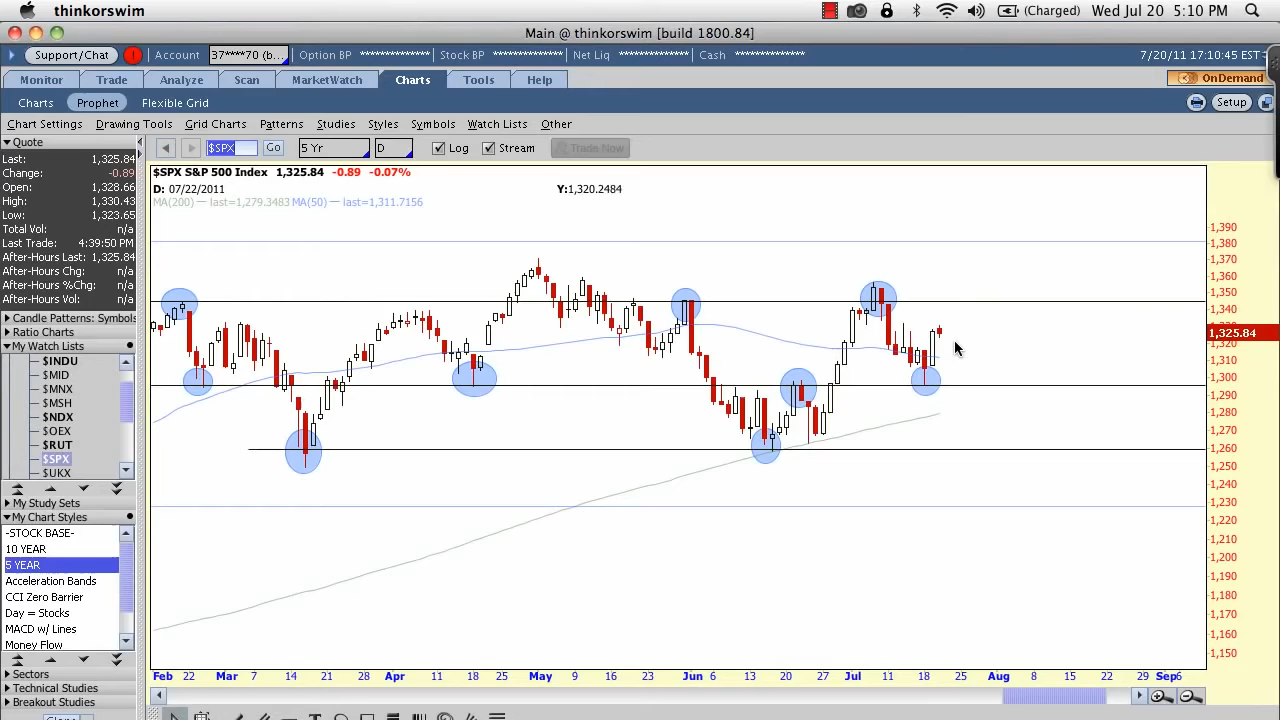 thinkorswim (Charged) Wed Jul 20 5:10 PM
Main @ thinkorswim [build 1800.84]
Support/Chat ! Account 37****70 (b... Option BP ************** Stock BP ************** Net Liq ************** Cash **************
7/20/11 17:10:45 EST
Monitor Trade Analyze Scan MarketWatch Charts Tools Help OnDemand
Charts Prophet Flexible Grid Setup
Chart Settings Drawing Tools Grid Charts Patterns Studies Styles Symbols Watch Lists Other
Quote $SPX Go 5 Yr D Log Stream Trade Now
Last: 1,325.84
Change: -0.89
Open: 1,328.66
High: 1,330.43
Low: 1,323.65
Total Vol: n/a
Last Trade: 4:39:50 PM
After-Hours Last: 1,325.84
After-Hours Chg: n/a
After-Hours %Chg: n/a
After-Hours Vol: n/a
Candle Patterns: Symbols
Ratio Charts
My Watch Lists
$INDU
$MID
$MNX
$MSH
$NDX
$OEX
$RUT
$SPX
$UKX
My Study Sets
My Chart Styles
-STOCK BASE-
10 YEAR
5 YEAR
Acceleration Bands
CCI Zero Barrier
Day = Stocks
MACD w/ Lines
Money Flow
Sectors
Technical Studies
Breakout Studies
$SPX S&P 500 Index 1,325.84 -0.89 -0.07%
D: 07/22/2011 Y:1,320.2484
MA(200) — last=1,279.3483 MA(50) — last=1,311.7156
1,390
1,380
1,370
1,360
1,350
1,340
1,325.84
1,320
1,310
1,300
1,290
1,280
1,270
1,260
1,250
1,240
1,230
1,220
1,210
1,200
1,190
1,180
1,170
1,160
1,150
Feb 22 Mar 7 14 21 28 Apr 11 18 25 May 9 16 23 Jun 6 13 20 27 Jul 11 18 25 Aug 8 15 22 29 Sep 6